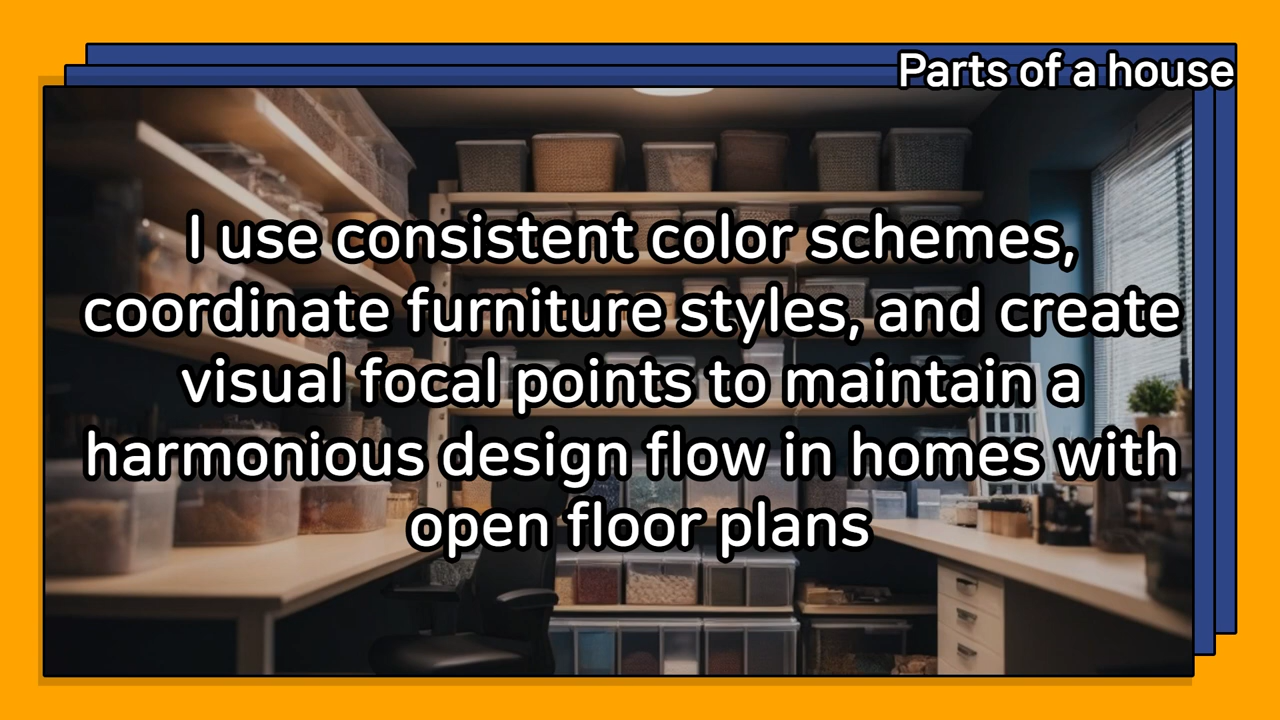 Parts of a house
I use consistent color schemes,
coordinate furniture styles, and create
visual focal points to maintain a
harmonious design flow in homes with
open floor plans